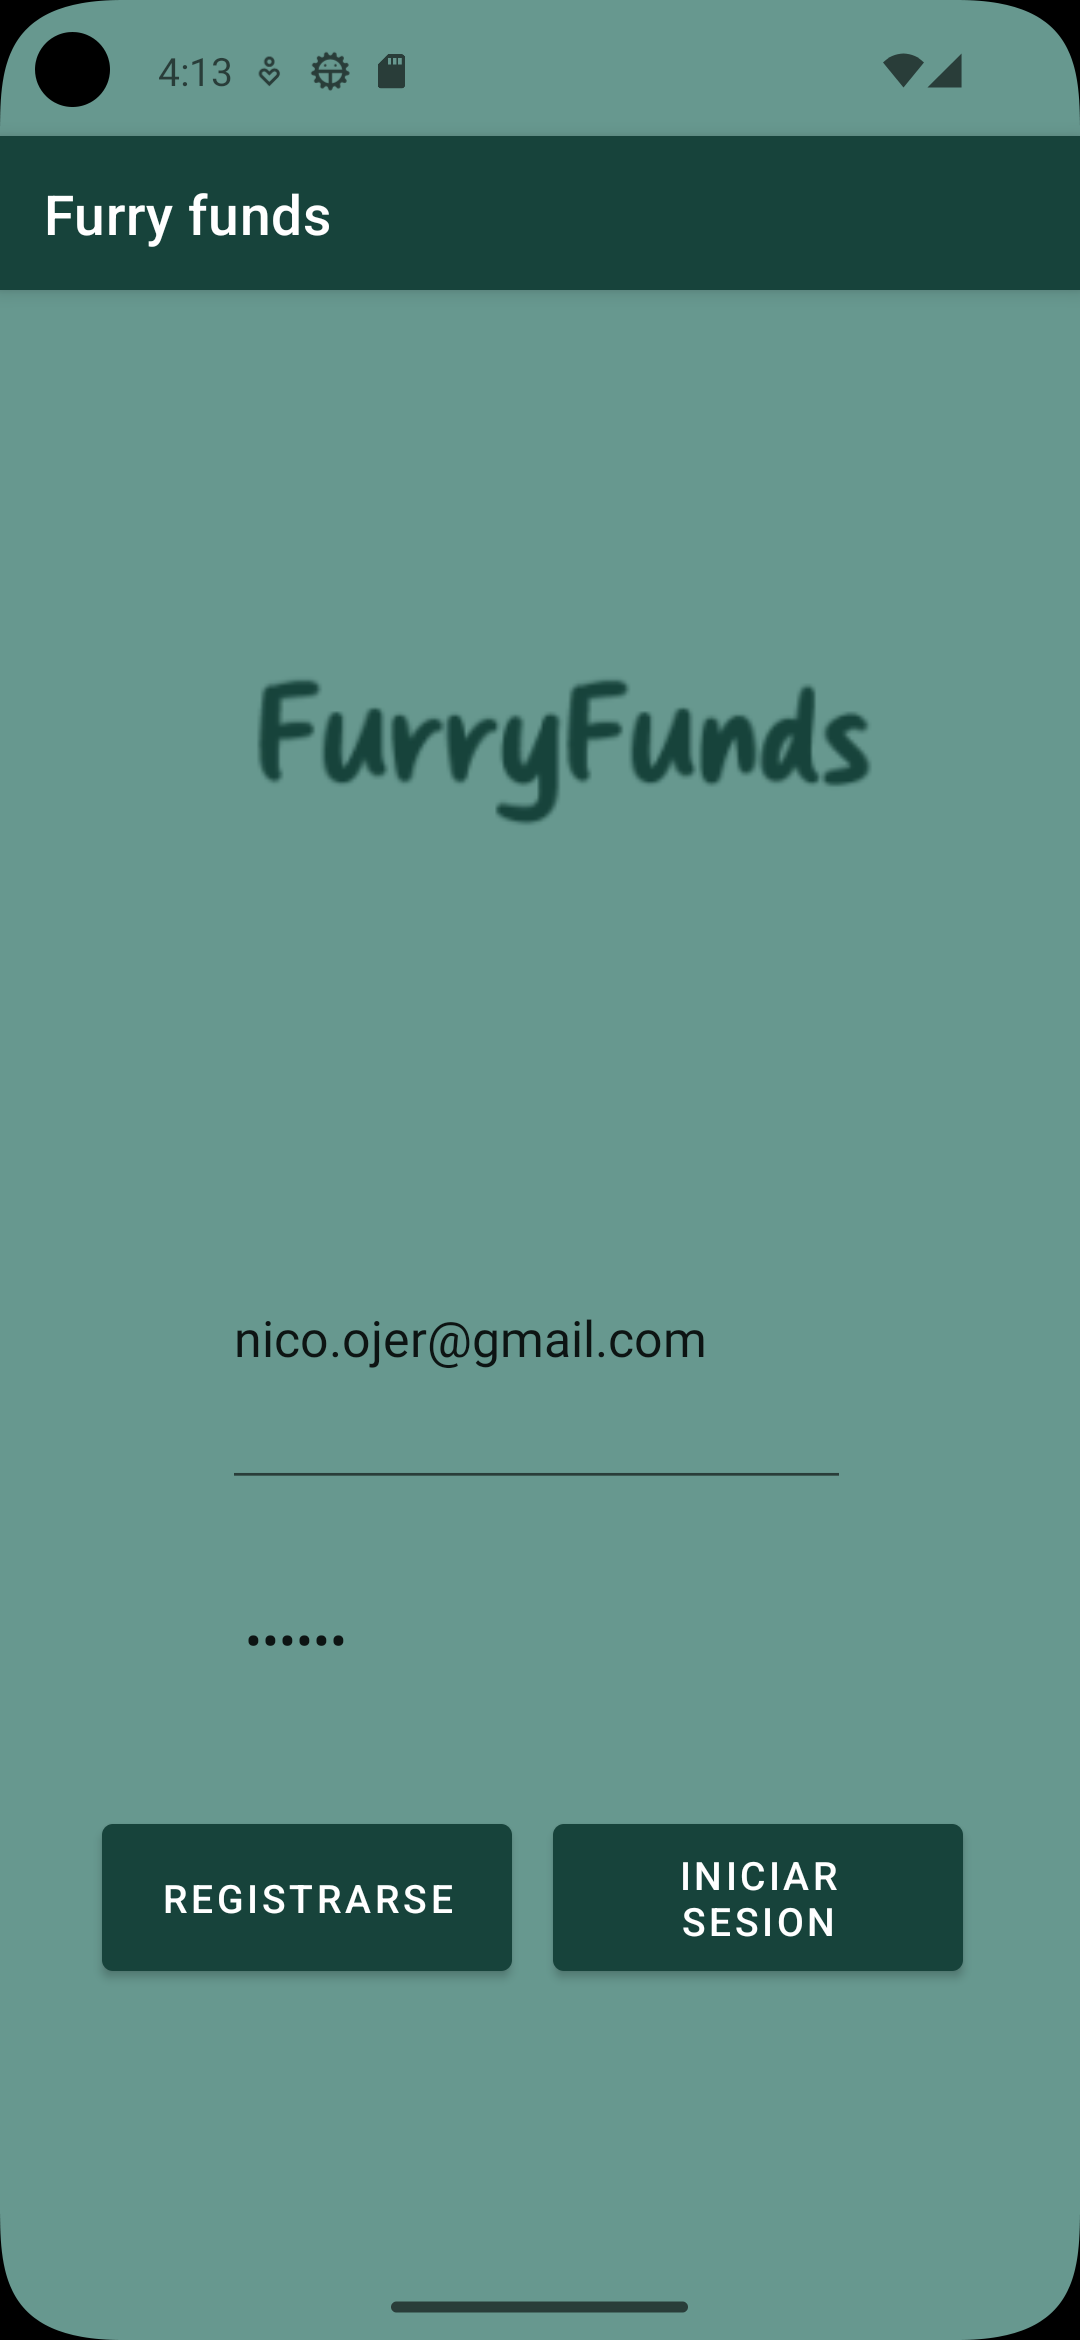 4:13
Furry funds
FurryFunds
nico.ojer@gmail.com
••••••
REGISTRARSE
INICIAR
SESION